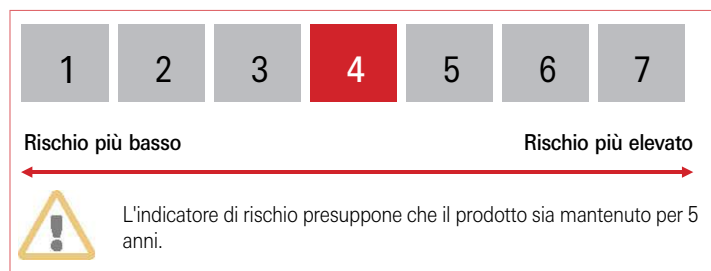 1 2 3 4 5 6 7
Rischio più basso Rischio più elevato
L'indicatore di rischio presuppone che il prodotto sia mantenuto per 5
anni.